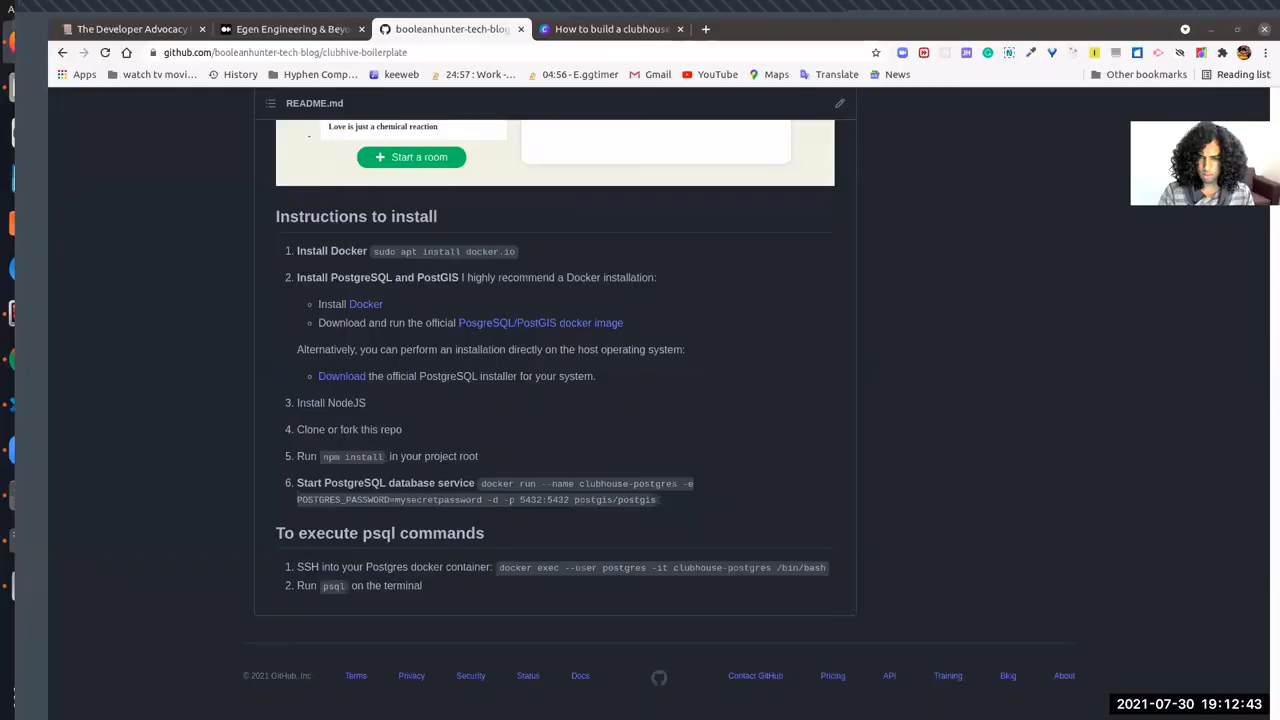 The Developer Advocacy
Egen Engineering & Beyo
booleanhunter-tech-blog
How to build a clubhouse
github.com/booleanhunter-tech-blog/clubhive-boilerplate
Apps
watch tv movi...
History
Hyphen Comp...
keeweb
24:57: Work -...
04:56 - E.ggtimer
Gmail
YouTube
Maps
Translate
News
Other bookmarks
Reading list
README.md
Love is just a chemical reaction
+ Start a room
Instructions to install
1. Install Docker sudo apt install docker.io
2. Install PostgreSQL and PostGIS I highly recommend a Docker installation:
Install Docker
Download and run the official PosgreSQL/PostGIS docker image
Alternatively, you can perform an installation directly on the host operating system:
Download the official PostgreSQL installer for your system.
3. Install NodeJS
4. Clone or fork this repo
5. Run npm install in your project root
6. Start PostgreSQL database service docker run --name clubhouse-postgres -e
POSTGRES_PASSWORD=mysecretpassword -d -p 5432:5432 postgis/postgis
To execute psql commands
1. SSH into your Postgres docker container: docker exec --user postgres -it clubhouse-postgres /bin/bash
2. Run psql on the terminal
© 2021 GitHub, Inc.
Terms
Privacy
Security
Status
Docs
Contact GitHub
Pricing
API
Training
Blog
About
2021-07-30 19:12:43